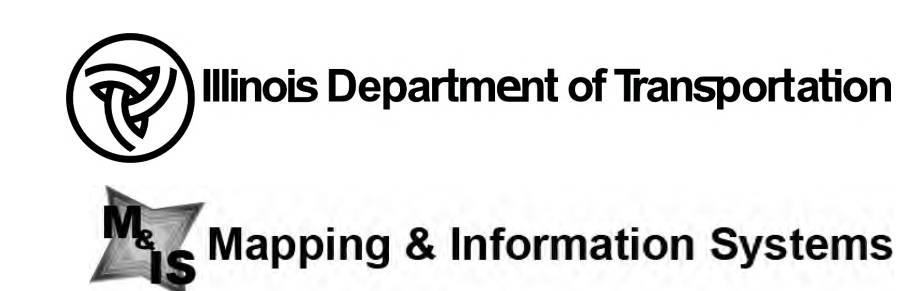 Illinois Department of Transportation
M&IS Mapping & Information Systems